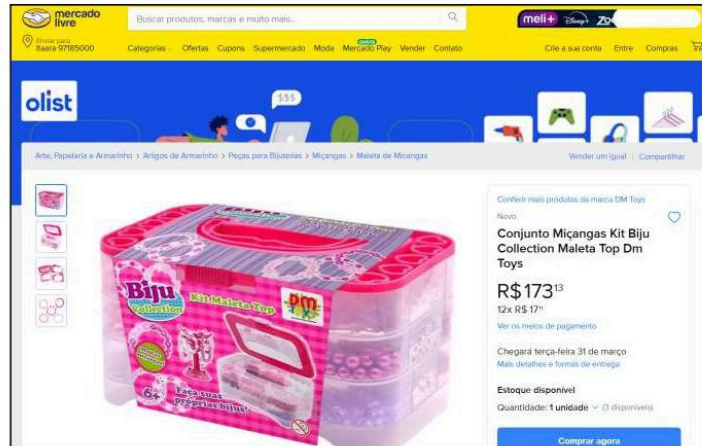 mercado
livre
Buscar produtos, marcas e muito mais...
meli+ Disney+
Enviar para
Itaara 97185000
Categorias
Ofertas
Cupons
Supermercado
Moda
Mercado Play
Vender
Contato
Crie a sua conta
Entre
Compras
olist
$$$
Arte, Papelaria e Armarinho > Artigos de Armarinho > Peças para Bijuterias > Miçangas > Maleta de Micangas
Vender um igual | Compartilhar
Conferir mais produtos da marca DM Toys
Novo
Conjunto Miçangas Kit Biju
Collection Maleta Top Dm
Toys
R$173 13
12x R$ 17
Ver os meios de pagamento
Chegará terça-feira 31 de março
Mais detalhes e formas de entrega
Estoque disponível
Quantidade: 1 unidade (3 disponíveis)
Comprar agora
Biju
Collection
Kit Maleta Top
DM
TOYS
6+
Faça suas
próprias bijus!